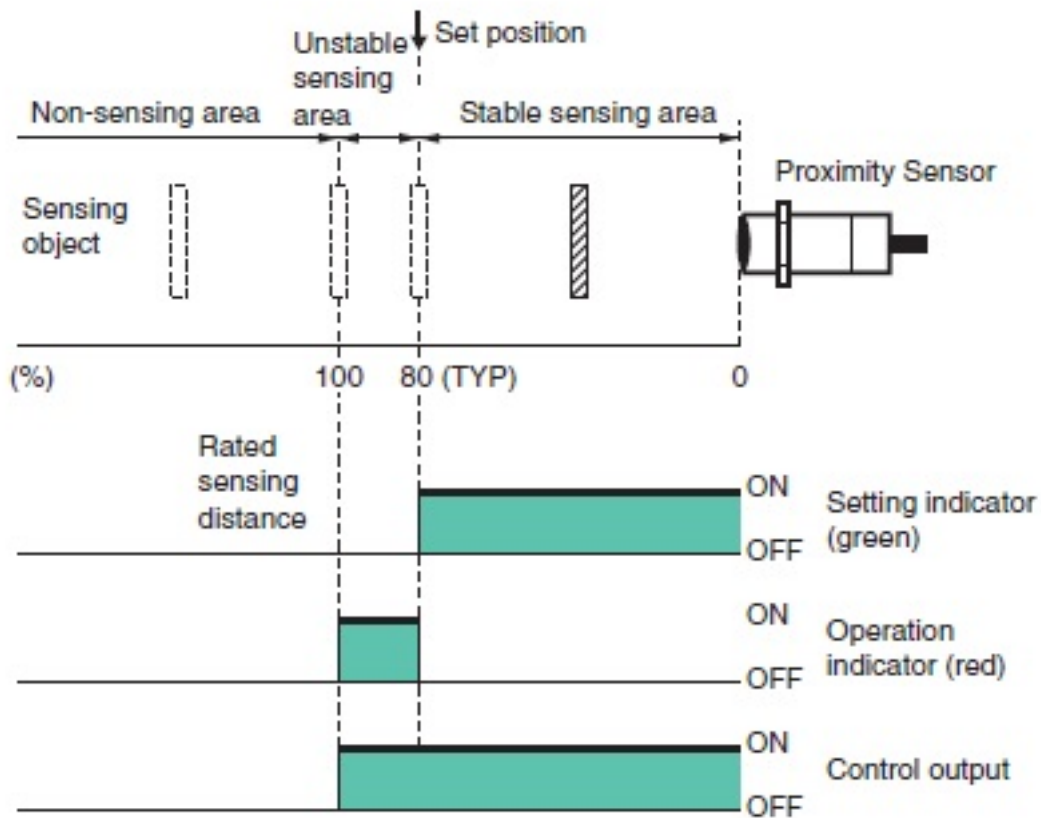 Set position
Unstable
sensing
area
Non-sensing area
Stable sensing area
Proximity Sensor
Sensing
object
(%)
100
80 (TYP)
0
Rated
sensing
distance
ON
OFF
Setting indicator
(green)
ON
OFF
Operation
indicator (red)
ON
OFF
Control output